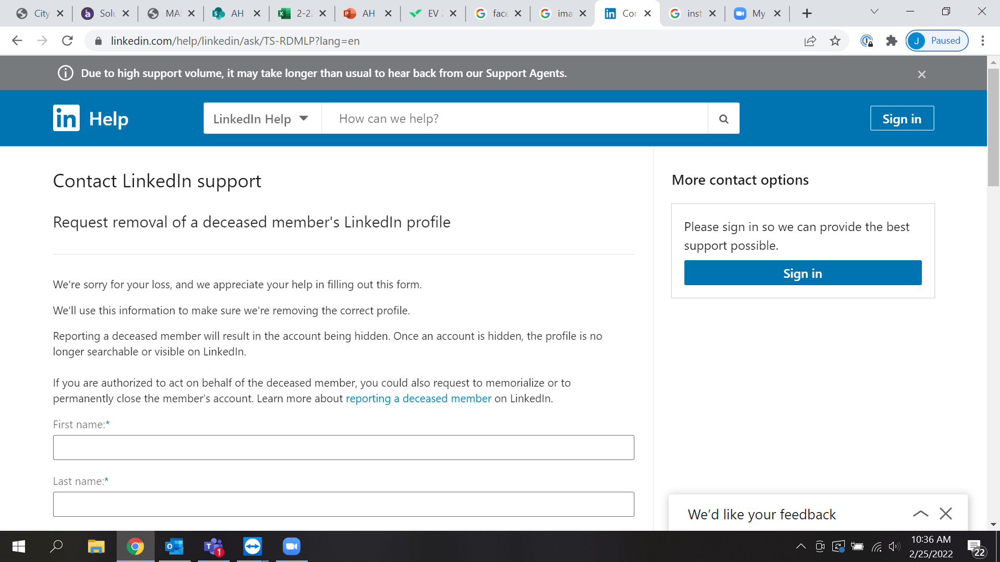 City
Solu
MAI
AH
2-22
AH
EV 2
face
ima
Cor
inst
My
linkedin.com/help/linkedin/ask/TS-RDMLP?lang=en
J Paused
Due to high support volume, it may take longer than usual to hear back from our Support Agents.
in Help
LinkedIn Help
How can we help?
Sign in
Contact LinkedIn support
Request removal of a deceased member's LinkedIn profile
We're sorry for your loss, and we appreciate your help in filling out this form.
We'll use this information to make sure we're removing the correct profile.
Reporting a deceased member will result in the account being hidden. Once an account is hidden, the profile is no
longer searchable or visible on LinkedIn.
If you are authorized to act on behalf of the deceased member, you could also request to memorialize or to
permanently close the member’s account. Learn more about reporting a deceased member on LinkedIn.
First name:*
Last name:*
More contact options
Please sign in so we can provide the best
support possible.
Sign in
We’d like your feedback
1
10:36 AM
2/25/2022
22